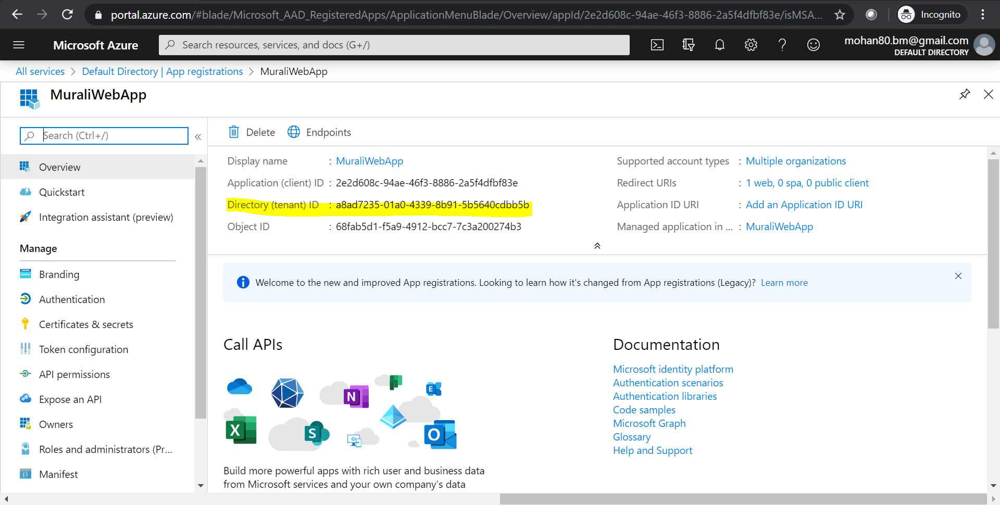 portal.azure.com/#blade/Microsoft_AAD_RegisteredApps/ApplicationMenuBlade/Overview/appId/2e2d608c-94ae-46f3-8886-2a5f4dfbf83e/isMSA...
Incognito
Microsoft Azure
Search resources, services, and docs (G+/)
mohan80.bm@gmail.com
DEFAULT DIRECTORY
All services > Default Directory | App registrations > MuraliWebApp
MuraliWebApp
Search (Ctrl+/)
«
Overview
Quickstart
Integration assistant (preview)
Manage
Branding
Authentication
Certificates & secrets
Token configuration
API permissions
Expose an API
Owners
Roles and administrators (Pr...
Manifest
Delete
Endpoints
Display name : MuraliWebApp
Application (client) ID : 2e2d608c-94ae-46f3-8886-2a5f4dfbf83e
Directory (tenant) ID : a8ad7235-01a0-4339-8b91-5b5640cdbb5b
Object ID : 68fab5d1-f5a9-4912-bcc7-7c3a200274b3
Supported account types : Multiple organizations
Redirect URIs : 1 web, 0 spa, 0 public client
Application ID URI : Add an Application ID URI
Managed application in ... : MuraliWebApp
Welcome to the new and improved App registrations. Looking to learn how it's changed from App registrations (Legacy)? Learn more
Call APIs
N
E
X
S
O
Build more powerful apps with rich user and business data
from Microsoft services and your own company's data
Documentation
Microsoft identity platform
Authentication scenarios
Authentication libraries
Code samples
Microsoft Graph
Glossary
Help and Support